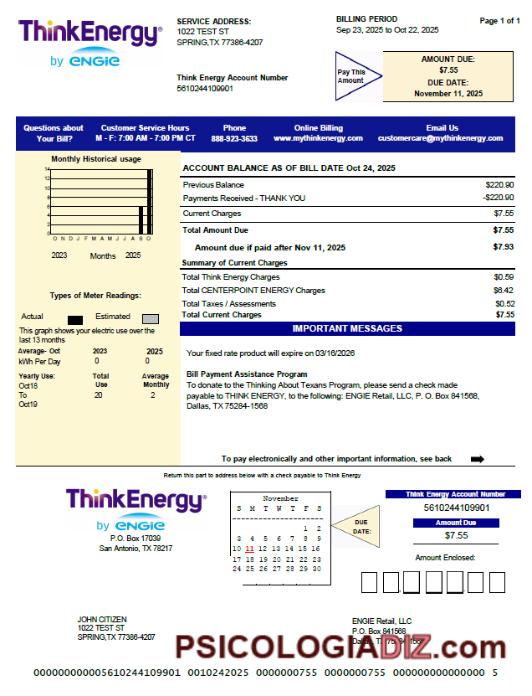 ThinkEnergy®
by ENGIE
SERVICE ADDRESS:
1022 TEST ST
SPRING,TX 77386-4207
Think Energy Account Number
5610244109901
BILLING PERIOD
Sep 23, 2025 to Oct 22, 2025
Page 1 of 1
Pay This
Amount
AMOUNT DUE:
$7.55
DUE DATE:
November 11, 2025
Questions about
Your Bill?
Customer Service Hours
M - F: 7:00 AM - 7:00 PM CT
Phone
888-923-3633
Online Billing
www.mythinkenergy.com
Email Us
customercare@mythinkenergy.com
Monthly Historical usage
14
12
10
8
6
4
2
0
O N D J F M A M J J A S O
2023 Months 2025
Types of Meter Readings:
Actual Estimated
This graph shows your electric use over the
last 13 months
Average- Oct 2023 2025
kWh Per Day 0 0
Yearly Use: Total Average
Oct18 Use Monthly
To 20 2
Oct19
ACCOUNT BALANCE AS OF BILL DATE Oct 24, 2025
Previous Balance $220.90
Payments Received - THANK YOU -$220.90
Current Charges $7.55
Total Amount Due $7.55
Amount due if paid after Nov 11, 2025 $7.93
Summary of Current Charges
Total Think Energy Charges $0.59
Total CENTERPOINT ENERGY Charges $6.42
Total Taxes / Assessments $0.52
Total Current Charges $7.55
IMPORTANT MESSAGES
Your fixed rate product will expire on 03/16/2026
Bill Payment Assistance Program
To donate to the Thinking About Texans Program, please send a check made
payable to THINK ENERGY, to the following: ENGIE Retail, LLC, P. O. Box 841568,
Dallas, TX 75284-1568
To pay electronically and other important information, see back
Return this part to address below with a check payable to Think Energy
ThinkEnergy®
by ENGIE
P.O. Box 17039
San Antonio, TX 78217
November
S M T W T F S
1 2
3 4 5 6 7 8 9
10 11 12 13 14 15 16
17 18 19 20 21 22 23
24 25 26 27 28 29 30
DUE
DATE:
Think Energy Account Number
5610244109901
Amount Due
$7.55
Amount Enclosed:
JOHN CITIZEN
1022 TEST ST
SPRING,TX 77386-4207
ENGIE Retail, LLC
P.O. Box 841568
PSICOLOGIADIZ.com
00000000005610244109901 0010242025 0000000755 0000000755 00000000000000 5